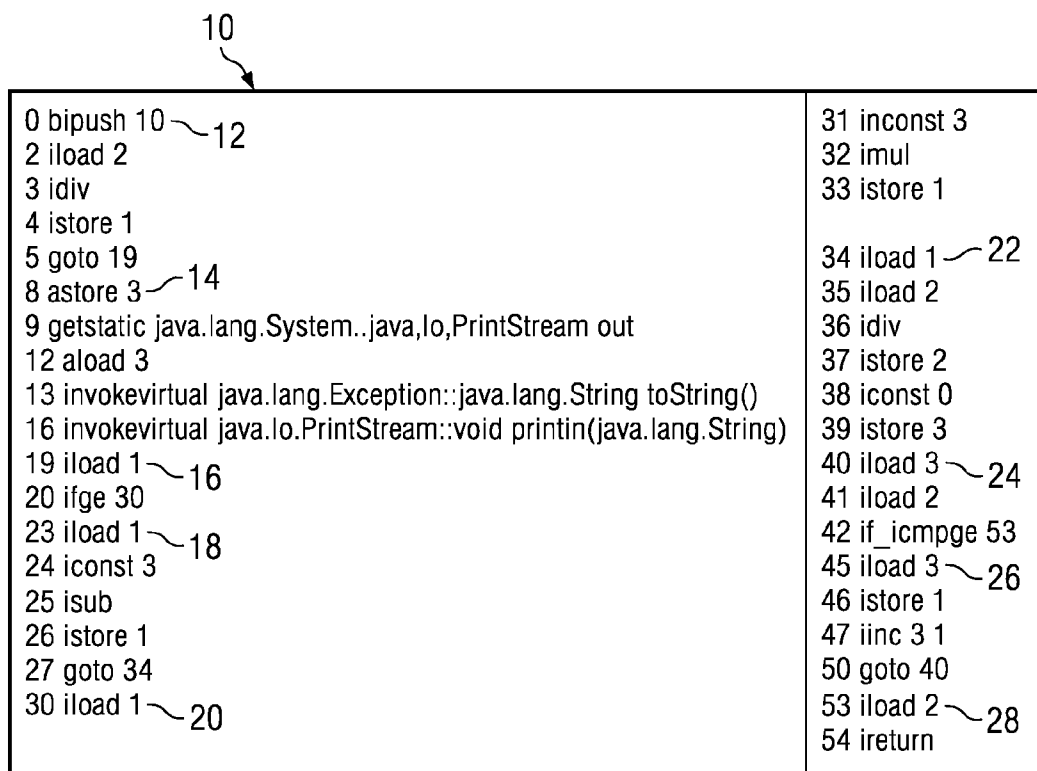 10
0 bipush 10 12
2 iload 2
3 idiv
4 istore 1
5 goto 19
8 astore 3 14
9 getstatic java.lang.System..java,Io,PrintStream out
12 aload 3
13 invokevirtual java.lang.Exception::java.lang.String toString()
16 invokevirtual java.Io.PrintStream::void printin(java.lang.String)
19 iload 1 16
20 ifge 30
23 iload 1 18
24 iconst 3
25 isub
26 istore 1
27 goto 34
30 iload 1 20
31 inconst 3
32 imul
33 istore 1
34 iload 1 22
35 iload 2
36 idiv
37 istore 2
38 iconst 0
39 istore 3
40 iload 3 24
41 iload 2
42 if_icmpge 53
45 iload 3 26
46 istore 1
47 iinc 3 1
50 goto 40
53 iload 2 28
54 ireturn